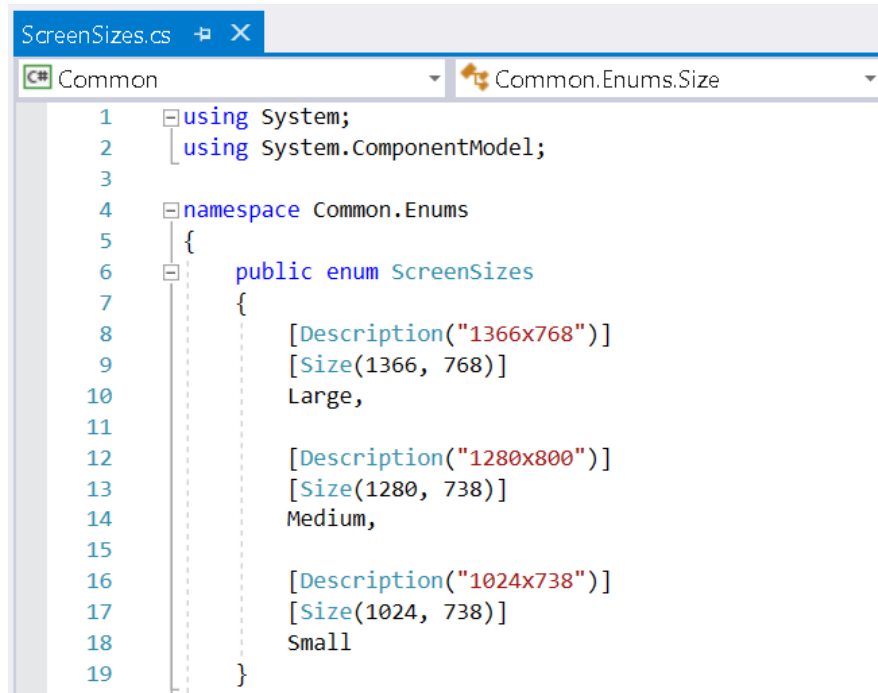 ScreenSizes.cs
C# Common Common.Enums.Size
1 using System;
2 using System.ComponentModel;
3
4 namespace Common.Enums
5 {
6 public enum ScreenSizes
7 {
8 [Description("1366x768")]
9 [Size(1366, 768)]
10 Large,
11
12 [Description("1280x800")]
13 [Size(1280, 738)]
14 Medium,
15
16 [Description("1024x738")]
17 [Size(1024, 738)]
18 Small
19 }